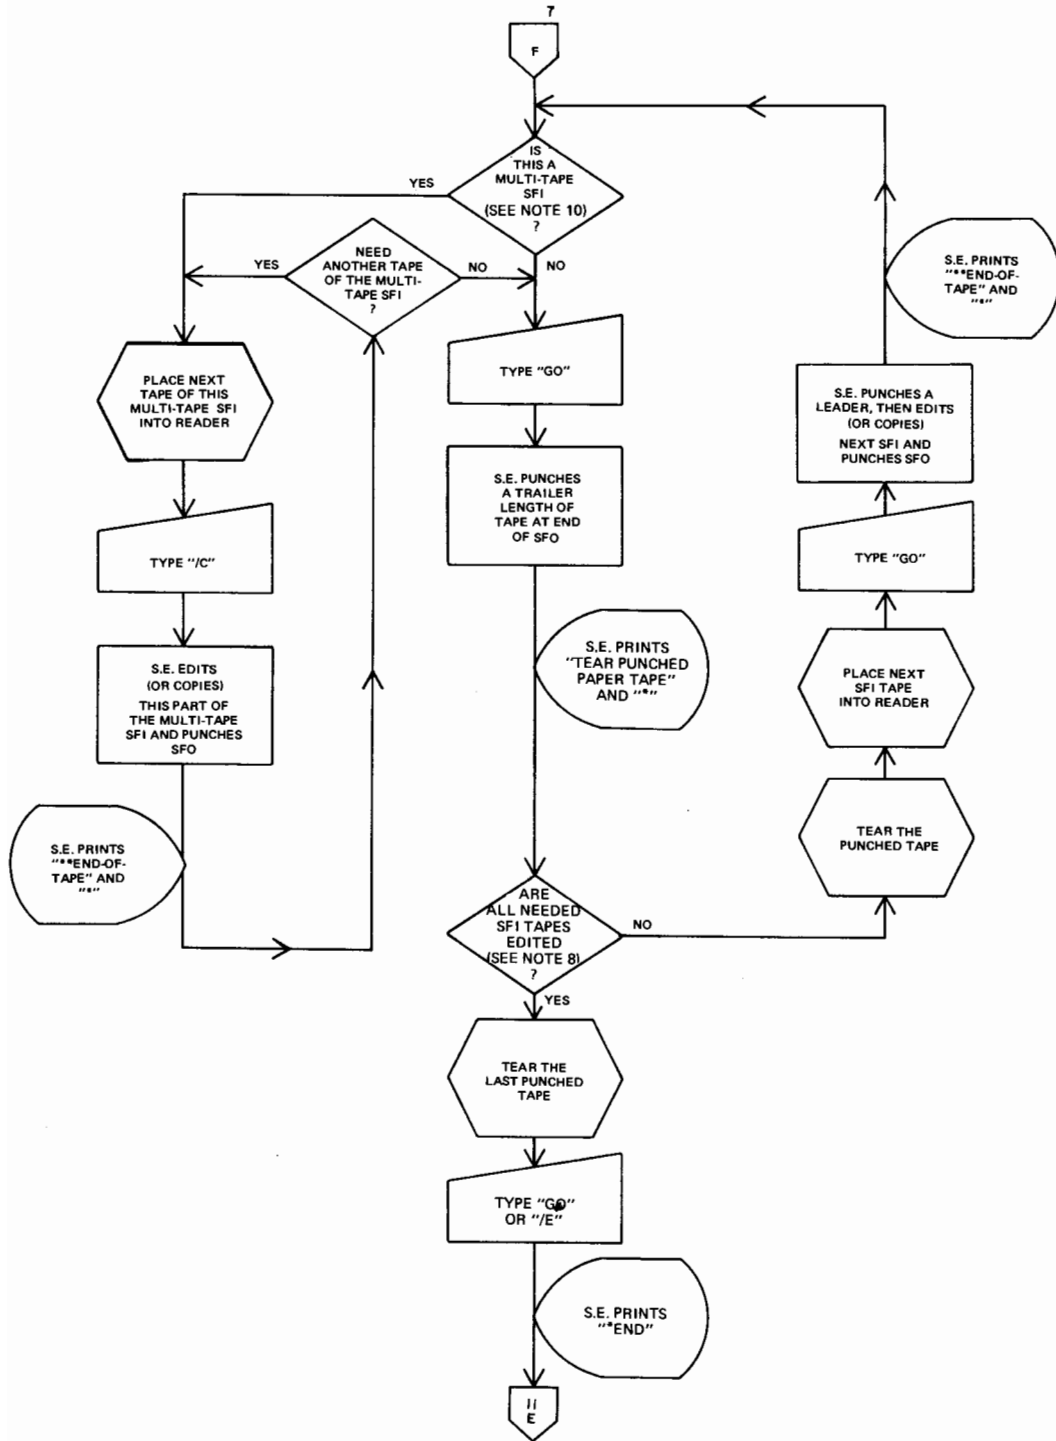 7
F
IS
THIS A
MULTI-TAPE
SFI
(SEE NOTE 10)
?
YES
NO
NEED
ANOTHER TAPE
OF THE MULTI-
TAPE SFI
?
YES
NO
PLACE NEXT
TAPE OF THIS
MULTI-TAPE SFI
INTO READER
TYPE "/C"
S.E. EDITS
(OR COPIES)
THIS PART OF
THE MULTI-TAPE
SFI AND PUNCHES
SFO
S.E. PRINTS
"**END-OF-
TAPE" AND
"*"
TYPE "GO"
S.E. PUNCHES
A TRAILER
LENGTH OF
TAPE AT END
OF SFO
S.E. PRINTS
"TEAR PUNCHED
PAPER TAPE"
AND "*"
ARE
ALL NEEDED
SFI TAPES
EDITED
(SEE NOTE 8)
?
NO
YES
S.E. PRINTS
"**END-OF-
TAPE" AND
"*"
S.E. PUNCHES A
LEADER, THEN EDITS
(OR COPIES)
NEXT SFI AND
PUNCHES SFO
TYPE "GO"
PLACE NEXT
SFI TAPE
INTO READER
TEAR THE
PUNCHED TAPE
TEAR THE
LAST PUNCHED
TAPE
TYPE "GO"
OR "/E"
S.E. PRINTS
"*END"
11
E